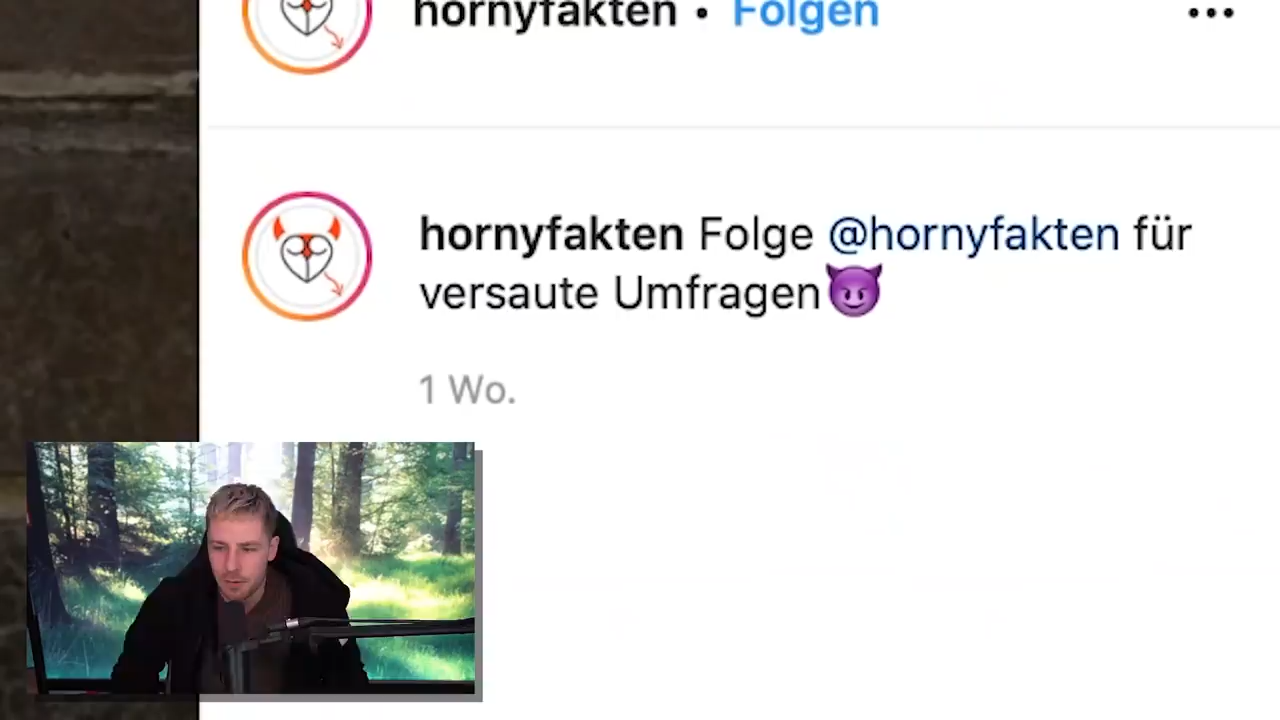 hornyfakten • Folgen
hornyfakten Folge @hornyfakten für
versaute Umfragen😈
1 Wo.